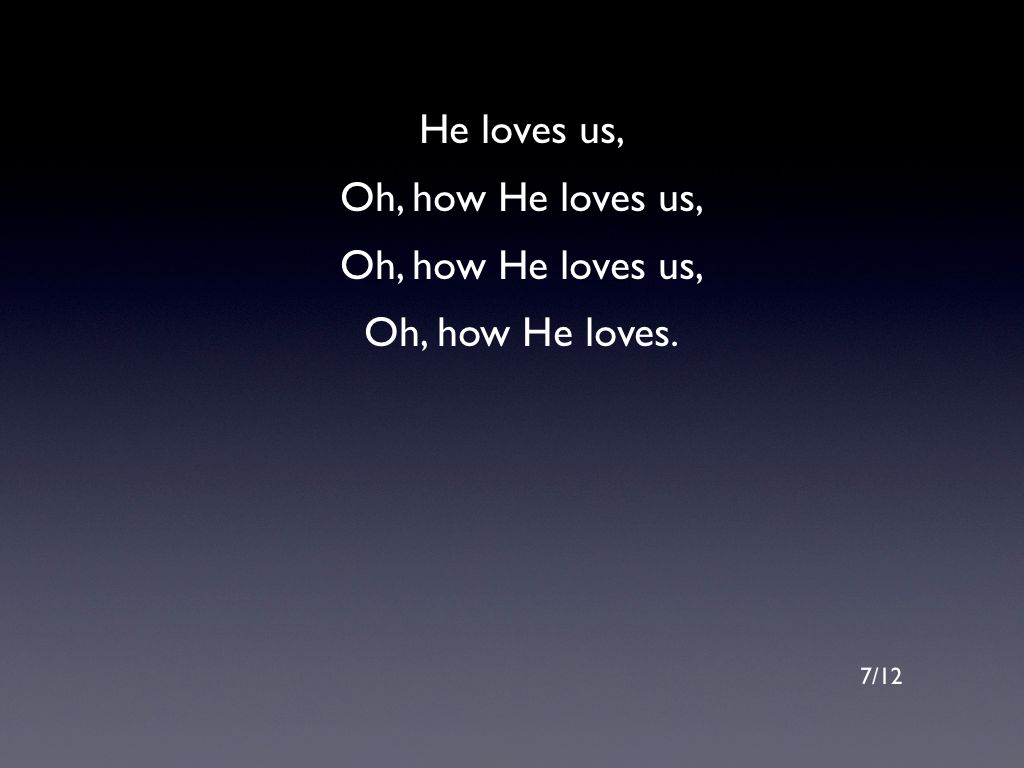 He loves us,
Oh, how He loves us,
Oh, how He loves us,
Oh, how He loves.
7/12